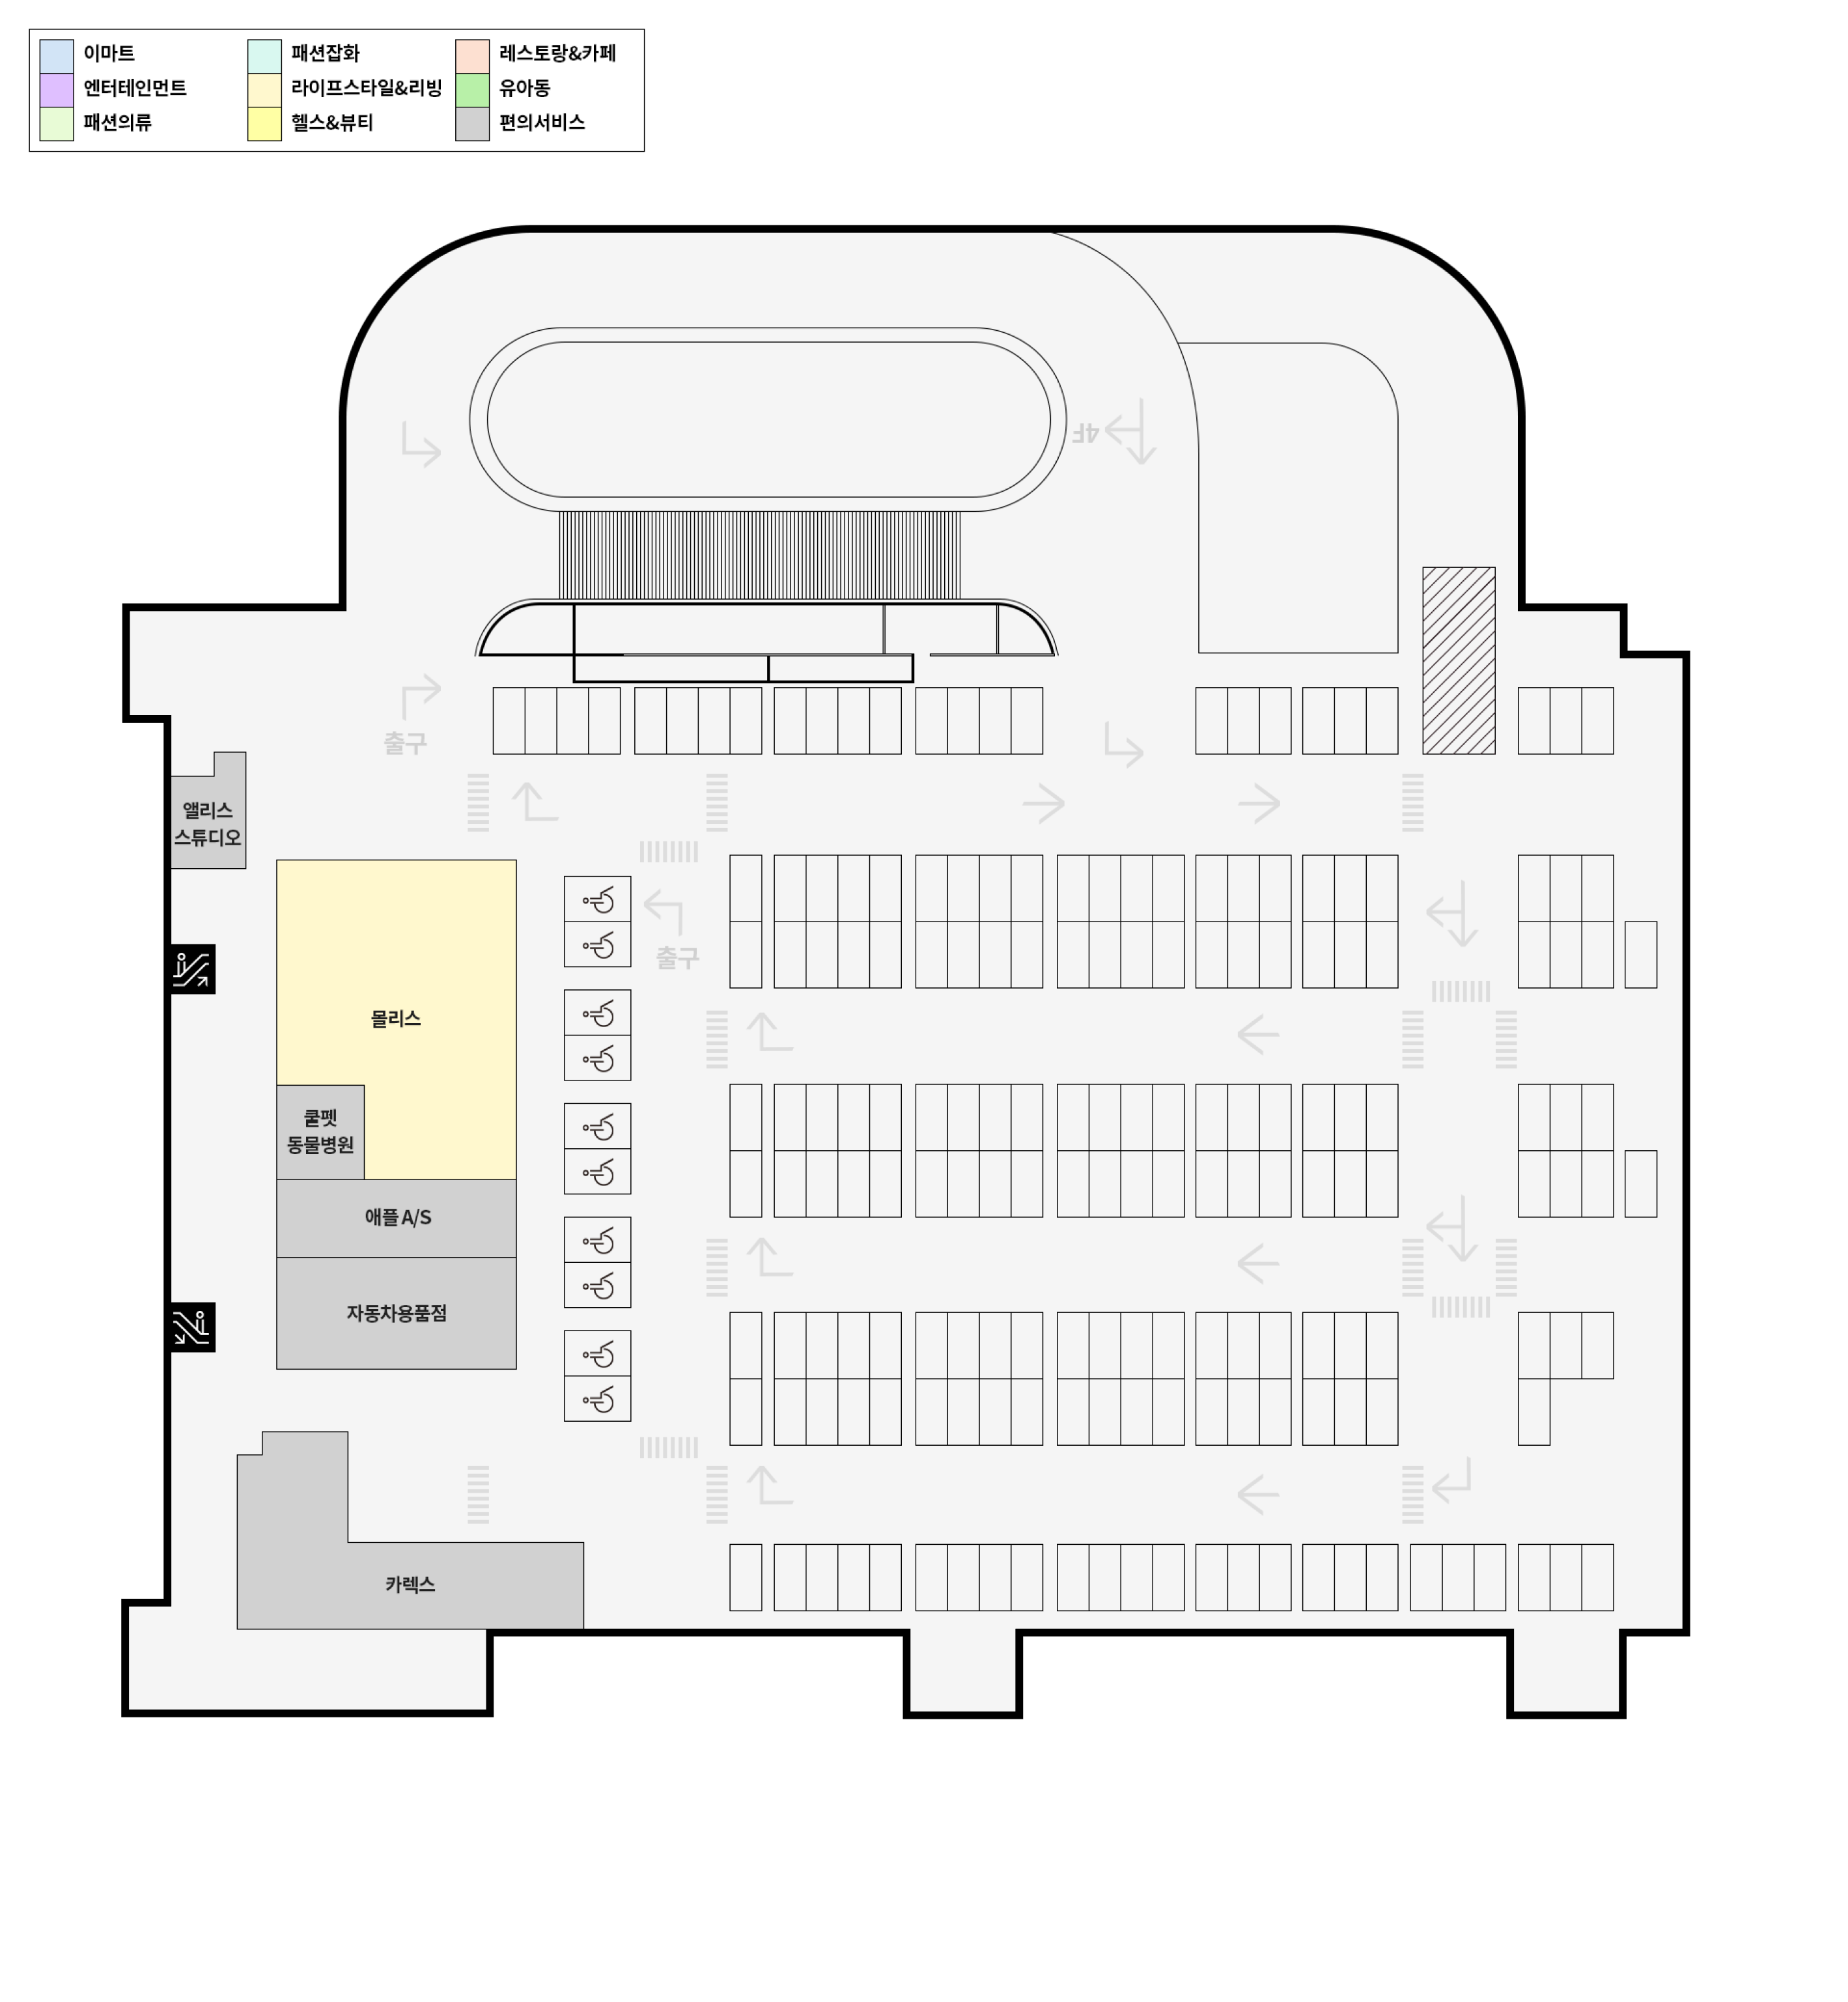 이마트
패션잡화
레스토랑&카페
엔터테인먼트
라이프스타일&리빙
유아동
패션의류
헬스&뷰티
편의서비스
4F
출구
앨리스
스튜디오
출구
몰리스
쿨펫
동물병원
애플 A/S
자동차용품점
카렉스